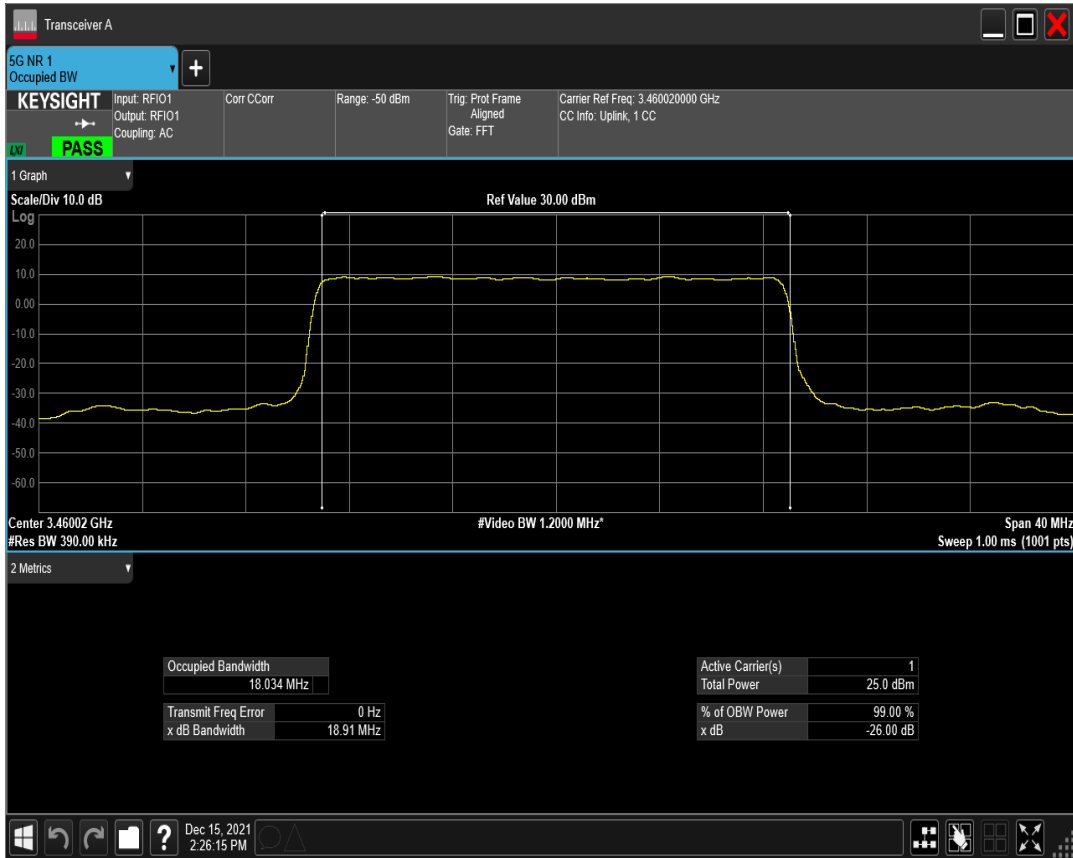 Transceiver A
5G NR 1
Occupied BW
+
KEYSIGHT
LXI
PASS
Input: RFIO1
Output: RFIO1
Coupling: AC
Corr CCorr
Range: -50 dBm
Trig: Prot Frame
Aligned
Gate: FFT
Carrier Ref Freq: 3.460020000 GHz
CC Info: Uplink, 1 CC
1 Graph
Scale/Div 10.0 dB
Ref Value 30.00 dBm
Log
20.0
10.0
0.00
-10.0
-20.0
-30.0
-40.0
-50.0
-60.0
Center 3.46002 GHz
#Video BW 1.2000 MHz*
Span 40 MHz
#Res BW 390.00 kHz
Sweep 1.00 ms (1001 pts)
2 Metrics
Occupied Bandwidth
18.034 MHz
Transmit Freq Error 0 Hz
x dB Bandwidth 18.91 MHz
Active Carrier(s) 1
Total Power 25.0 dBm
% of OBW Power 99.00 %
x dB -26.00 dB
?
Dec 15, 2021
2:26:15 PM